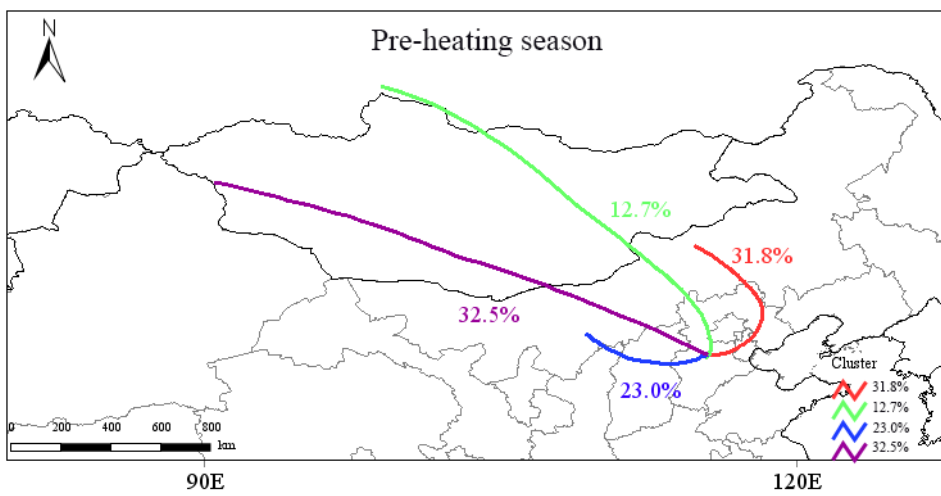 N
Pre-heating season
12.7%
31.8%
32.5%
23.0%
Cluster
31.8%
12.7%
23.0%
32.5%
0 200 400 600 800
km
90E 120E